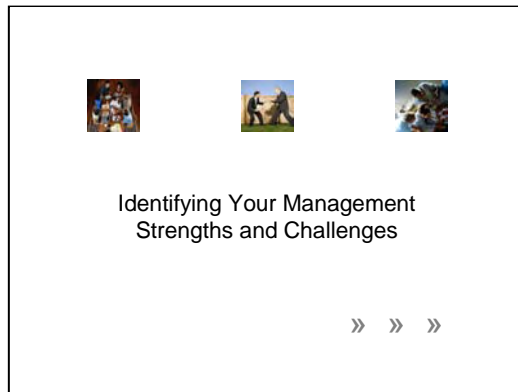 Identifying Your Management
Strengths and Challenges
» » »